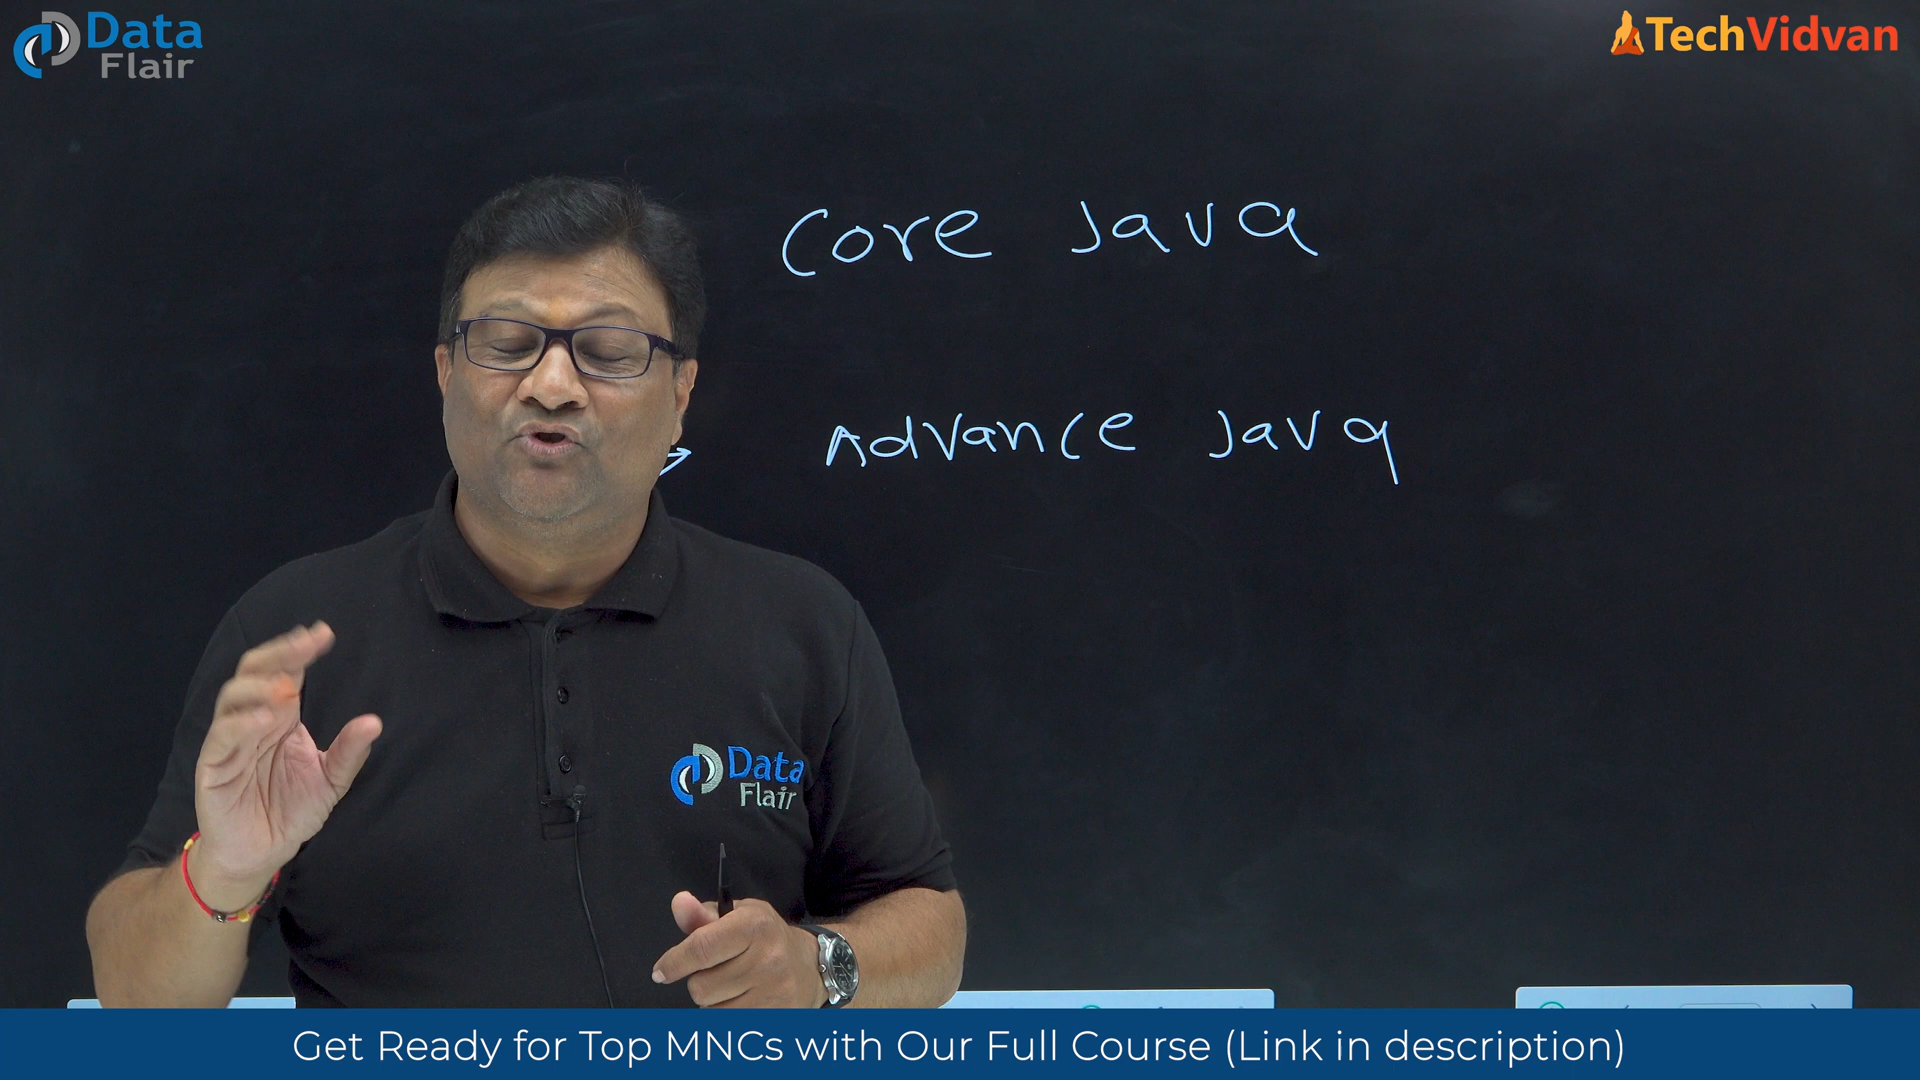 Data
Flair
TechVidvan
Core Java
Advance Java
Data
Flair
Get Ready for Top MNCs with Our Full Course (Link in description)